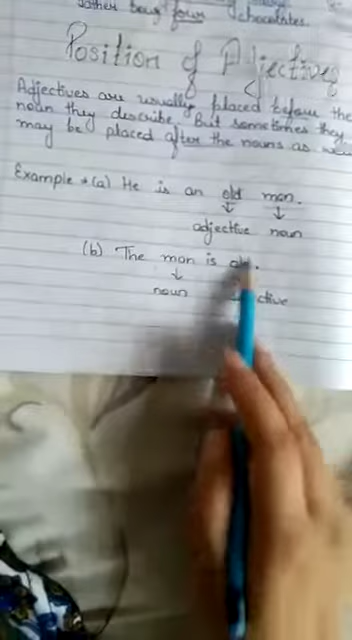 father buys four chocolates
Position of Adjectives
Adjectives are usually placed before the
noun they describe. But sometimes they
may be placed after the nouns as
Example → (a) He is an old man.
↓ ↓
adjective noun
(b) The man is old.
↓
noun